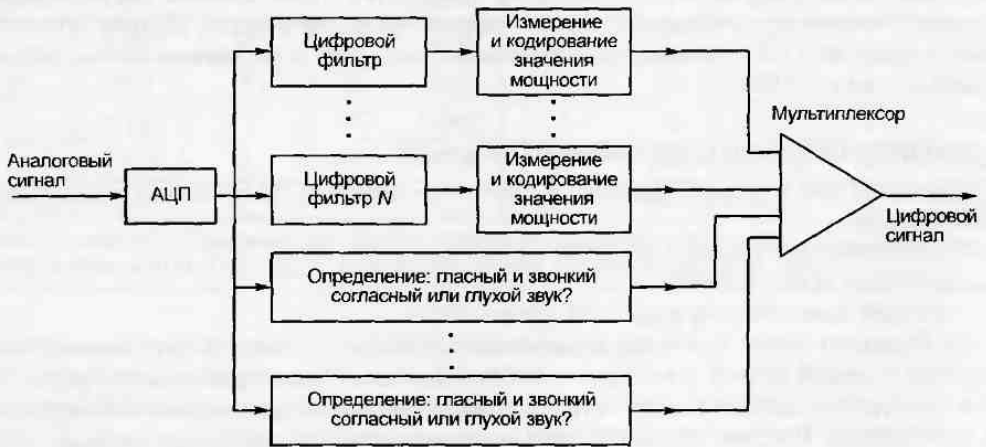 Цифровой
фильтр
Измерение
и кодирование
значения
мощности
Мультиплексор
Аналоговый
сигнал
АЦП
Цифровой
фильтр N
Измерение
и кодирование
значения
мощности
Цифровой
сигнал
Определение: гласный и звонкий
согласный или глухой звук?
Определение: гласный и звонкий
согласный или глухой звук?